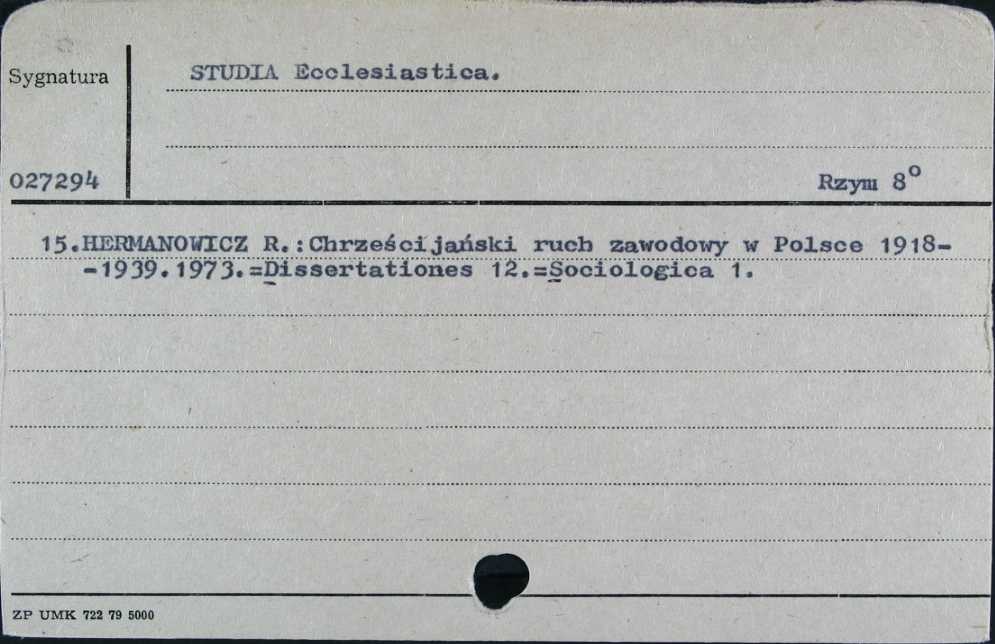 Sygnatura
STUDIA Ecclesiastica.
027294
Rzym 8°
15.HERMANOWICZ R.:Chrześcijański ruch zawodowy w Polsce 1918-
-1939.1973.=Dissertationes 12.=Sociologica 1.
ZP UMK 722 79 5000